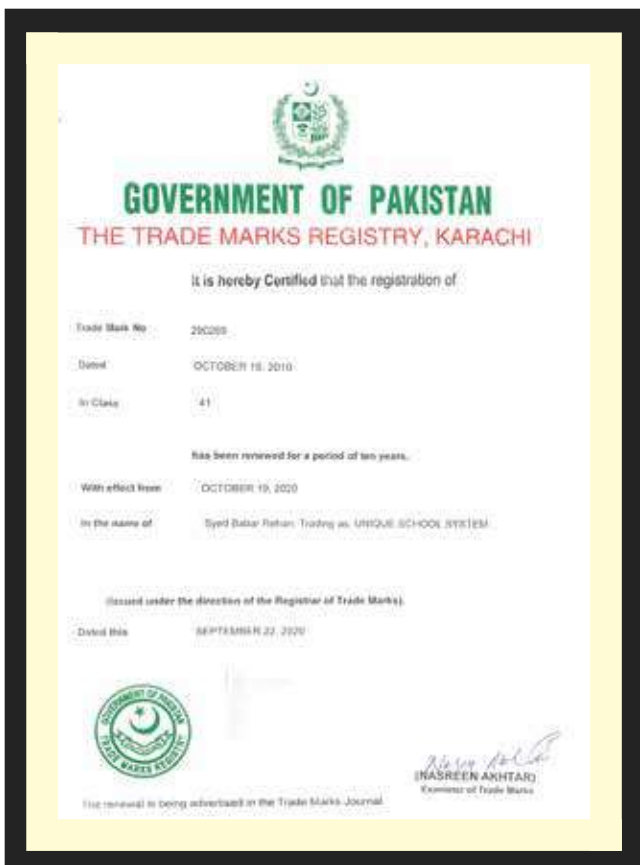 GOVERNMENT OF PAKISTAN
THE TRADE MARKS REGISTRY, KARACHI
It is hereby Certified that the registration of
Trade Mark No 290269
Dated OCTOBER 19, 2010
In Class 41
has been renewed for a period of ten years.
With effect from OCTOBER 19, 2020
In the name of Syed Babar Rehan, Trading as, UNIQUE SCHOOL SYSTEM
(Issued under the direction of the Registrar of Trade Marks).
Dated this SEPTEMBER 22, 2020
GOVERNMENT OF PAKISTAN
TRADE MARKS REGISTRY
(NASREEN AKHTAR)
Examiner of Trade Marks
The renewal is being advertised in the Trade Marks Journal